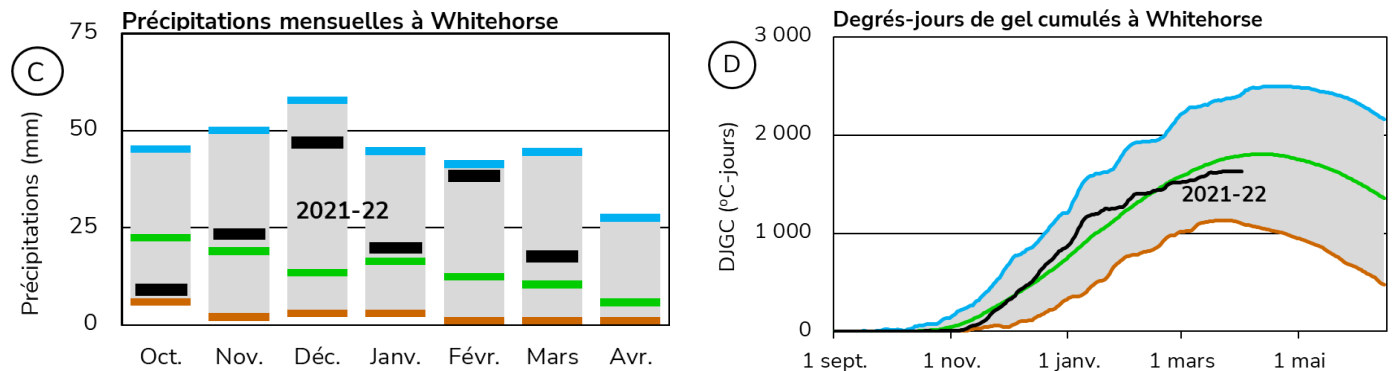 Précipitations mensuelles à Whitehorse
C
Précipitations (mm)
75
50
25
0
2021-22
Oct.
Nov.
Déc.
Janv.
Févr.
Mars
Avr.
Degrés-jours de gel cumulés à Whitehorse
D
DJGC (ºC-jours)
3 000
2 000
1 000
0
2021-22
1 sept.
1 nov.
1 janv.
1 mars
1 mai